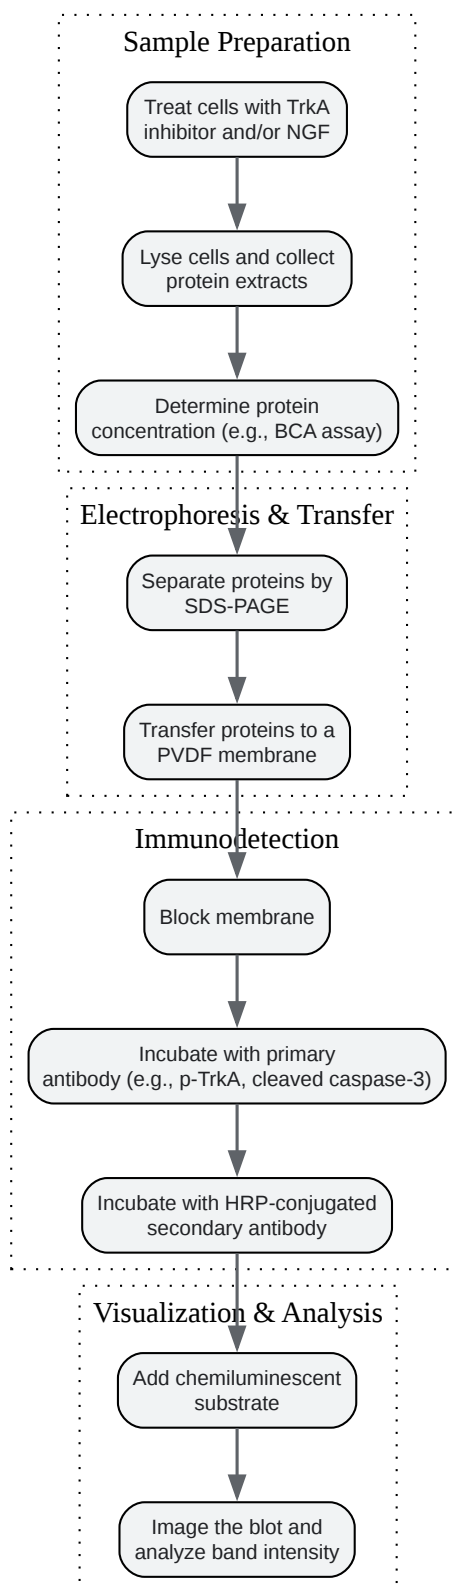 Sample Preparation
Treat cells with TrkA
inhibitor and/or NGF
Lyse cells and collect
protein extracts
Determine protein
concentration (e.g., BCA assay)
Electrophoresis & Transfer
Separate proteins by
SDS-PAGE
Transfer proteins to a
PVDF membrane
Immunodetection
Block membrane
Incubate with primary
antibody (e.g., p-TrkA, cleaved caspase-3)
Incubate with HRP-conjugated
secondary antibody
Visualization & Analysis
Add chemiluminescent
substrate
Image the blot and
analyze band intensity